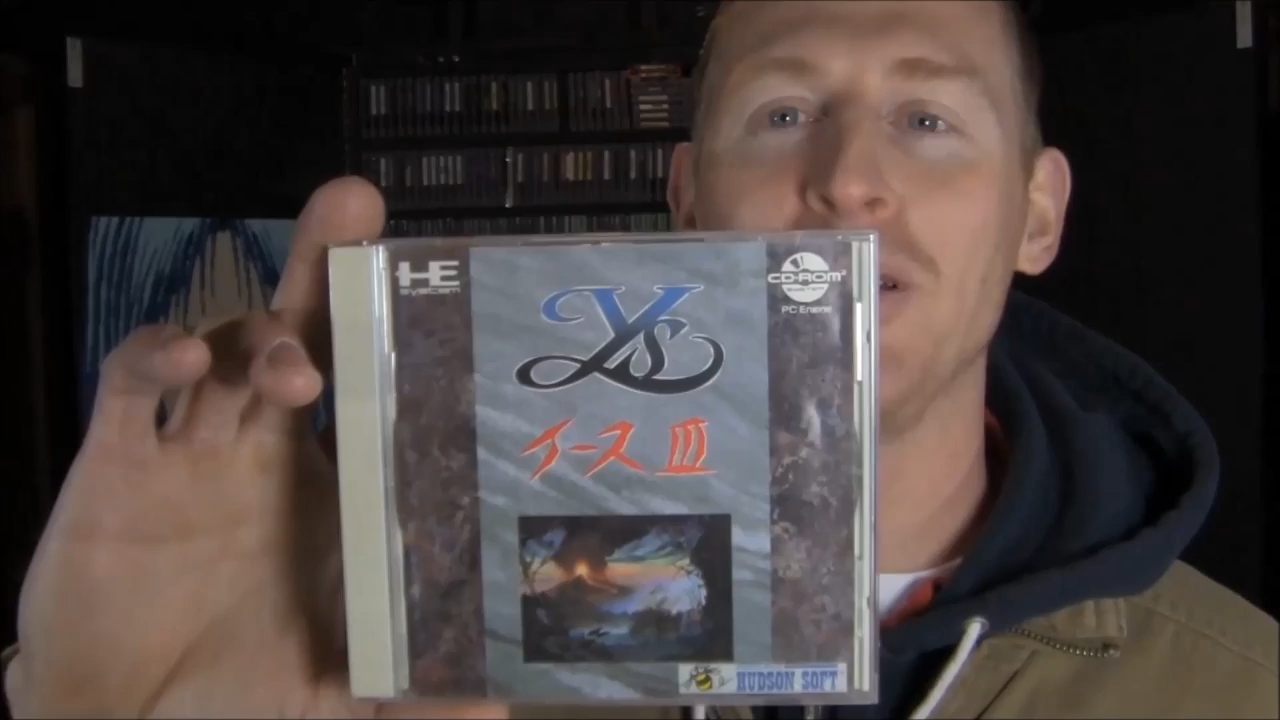 HE
system
CD-ROM²
PC Engine
Ys
イース III
HUDSON SOFT